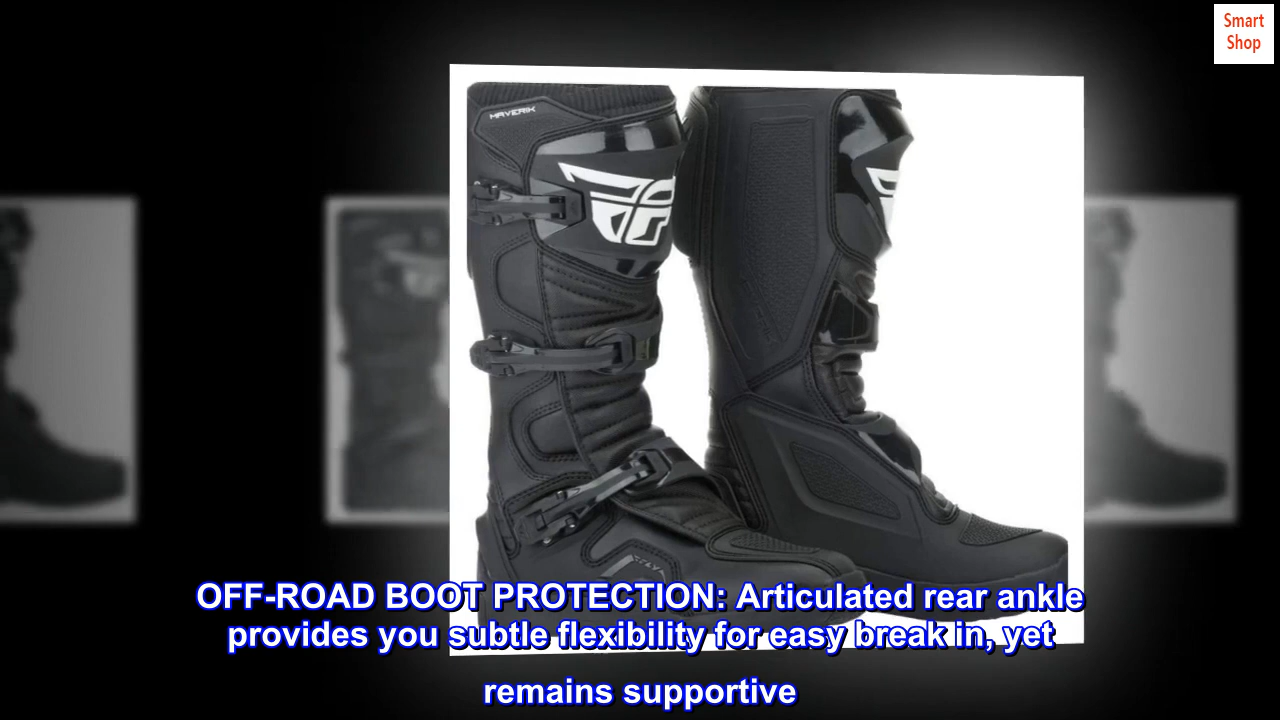 Smart
Shop
MAVERIK
FLY
OFF-ROAD BOOT PROTECTION: Articulated rear ankle
provides you subtle flexibility for easy break in, yet
remains supportive